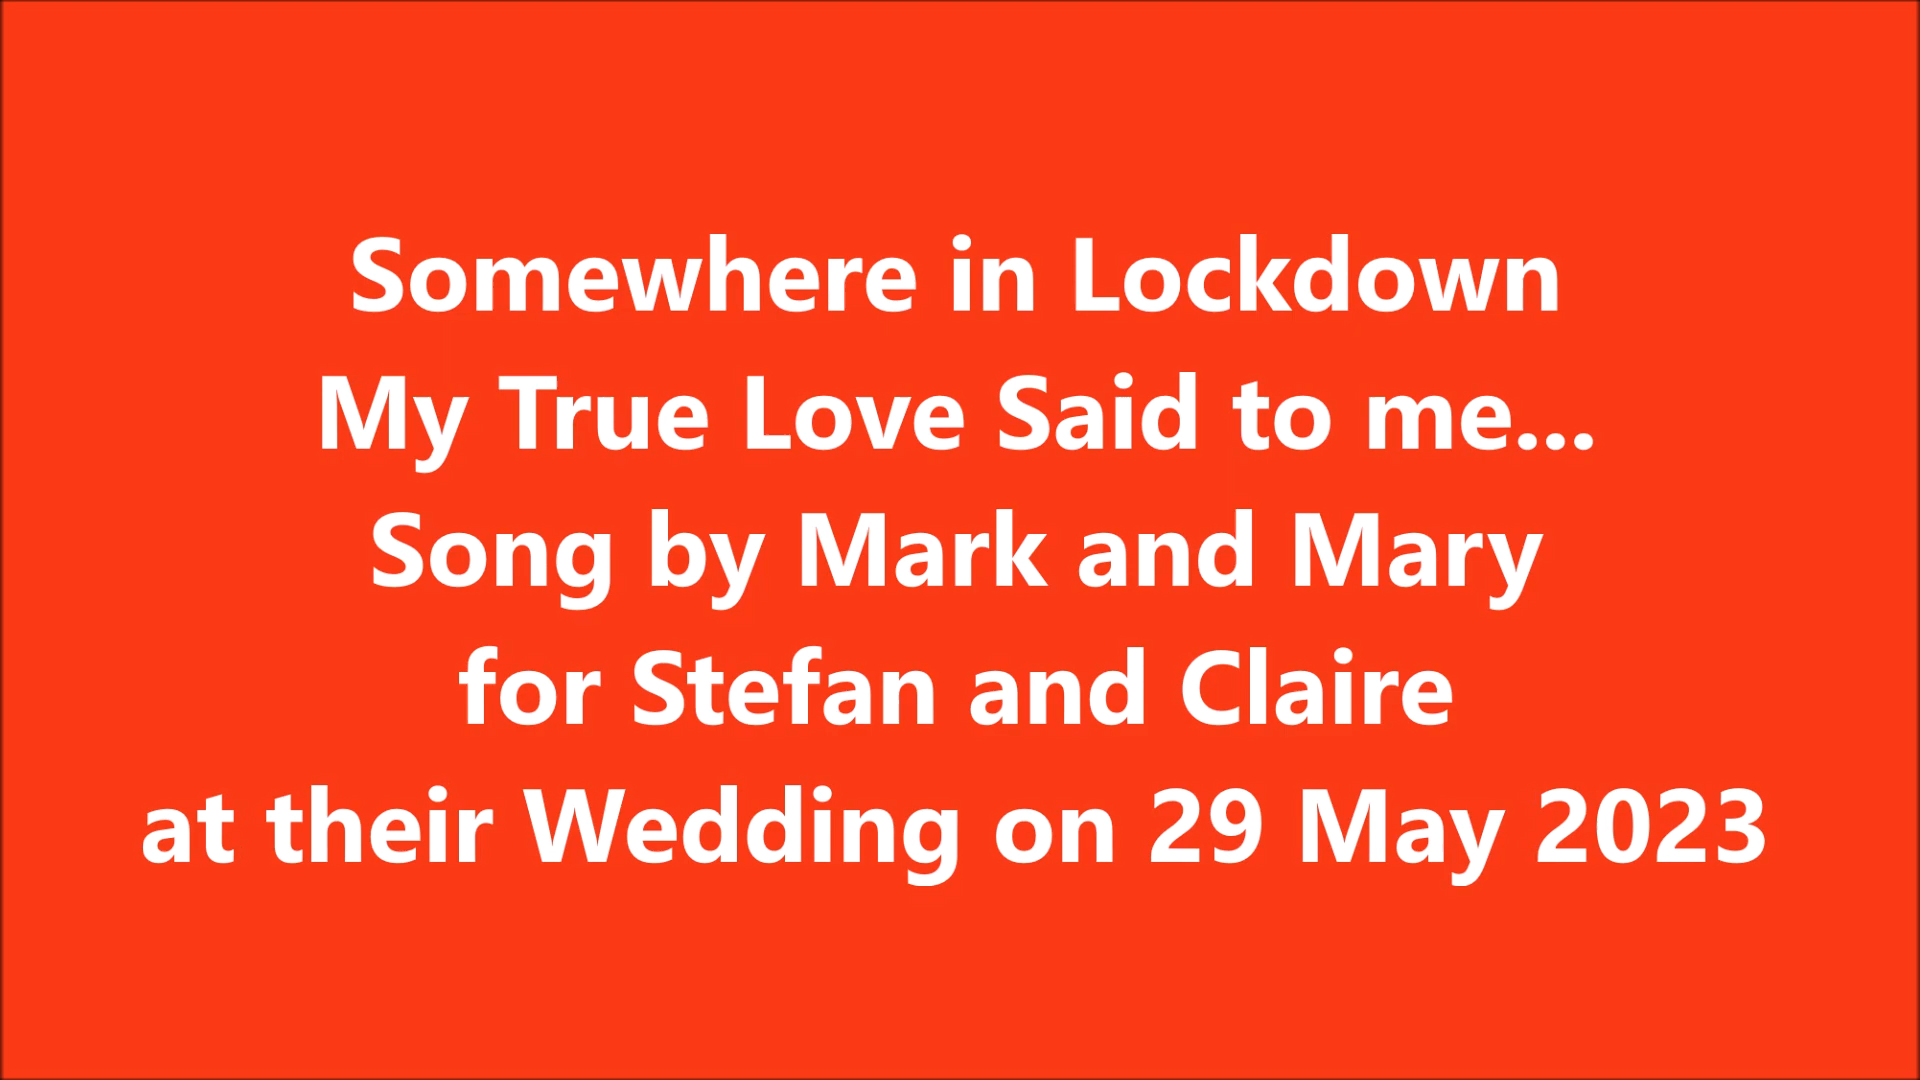 Somewhere in Lockdown
My True Love Said to me...
Song by Mark and Mary
for Stefan and Claire
at their Wedding on 29 May 2023